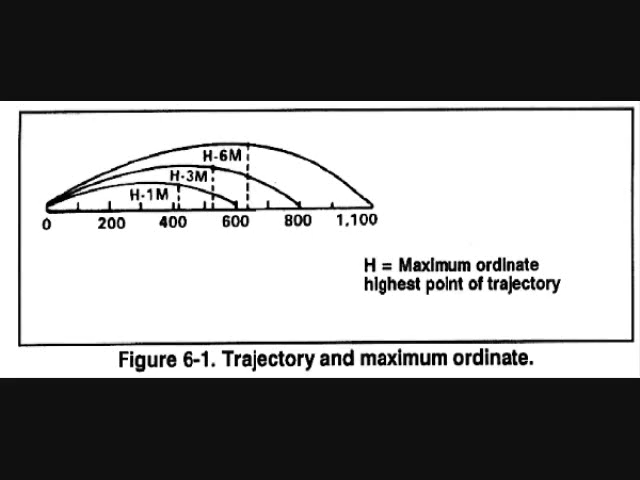 H-6M
H-3M
H-1M
0 200 400 600 800 1,100
H = Maximum ordinate
highest point of trajectory
Figure 6-1. Trajectory and maximum ordinate.